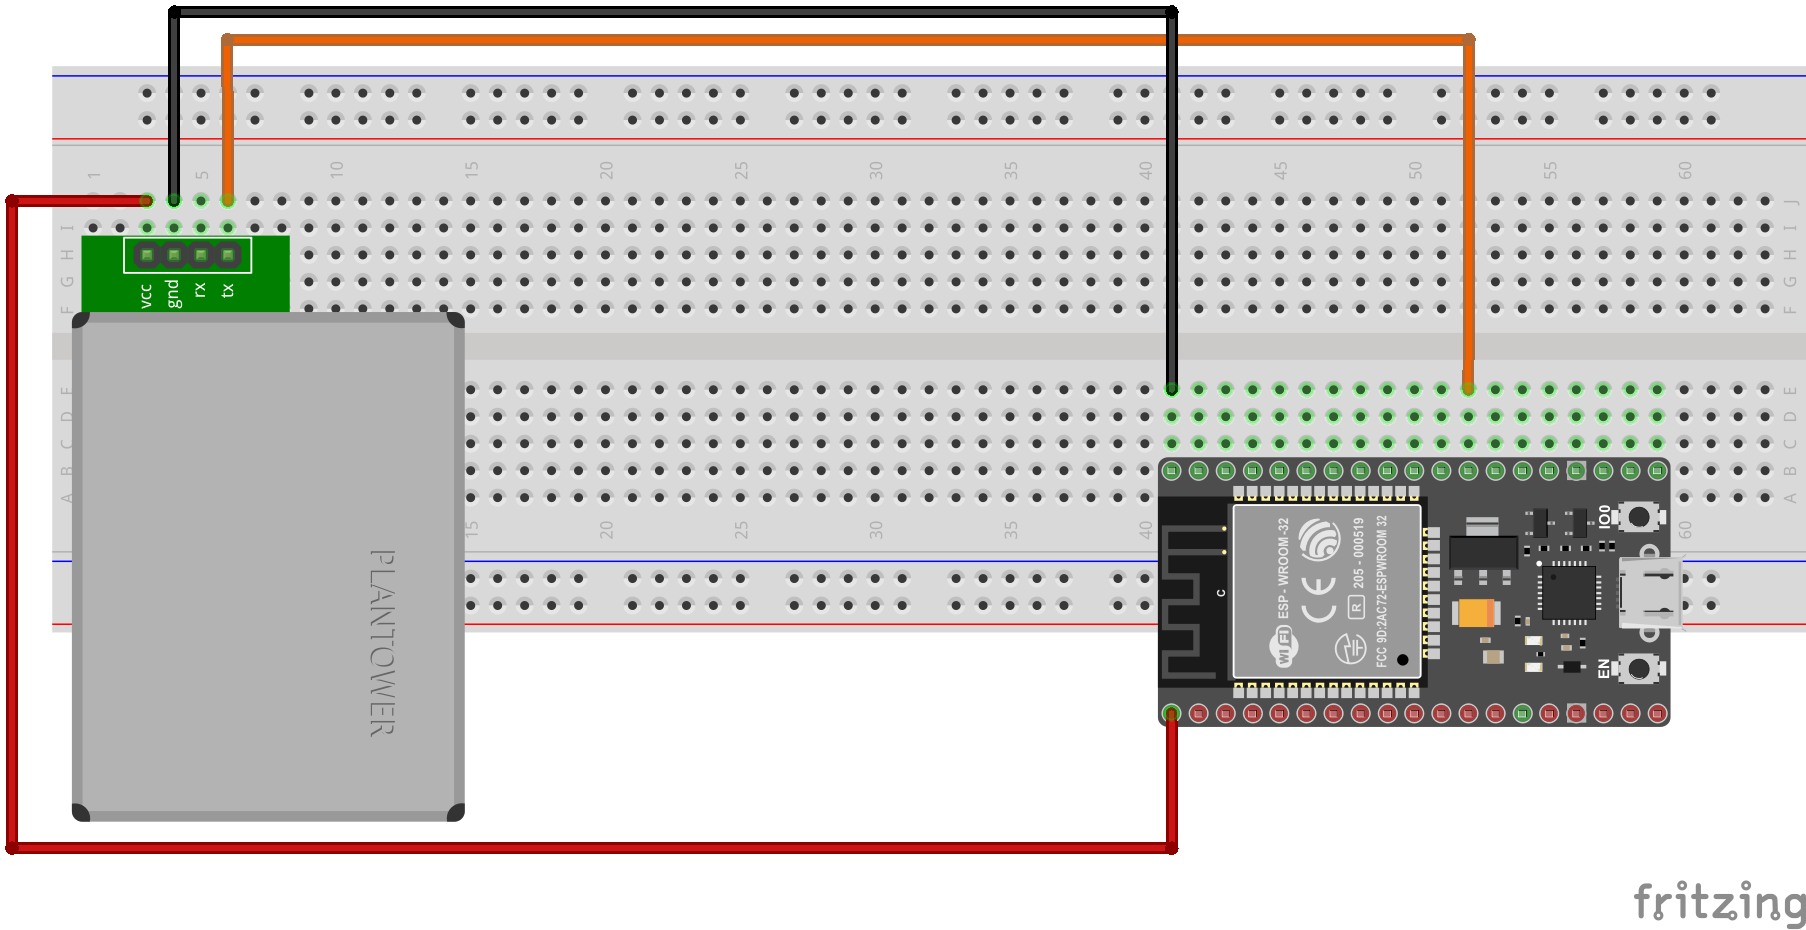 1 5 10 15 20 25 30 35 40 45 50 55 60
J J
I I
H H
G G
F F
vcc gnd rx tx
E E
D D
C C
B B
A A
15 20 25 30 35 40 60
PLANTOWER
C
WiFi
ESP - WROOM -32
CE
R
205 - 000519
FCC 9D:2AC72-ESPWROOM 32
IO0
EN
fritzing